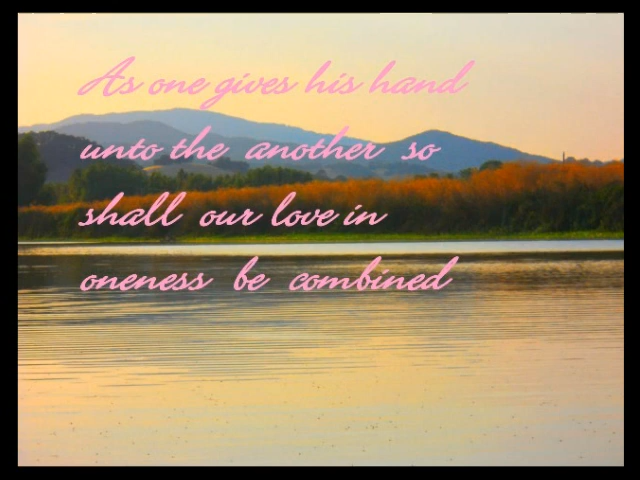 As one gives his hand
unto the another so
shall our love in
oneness be combined